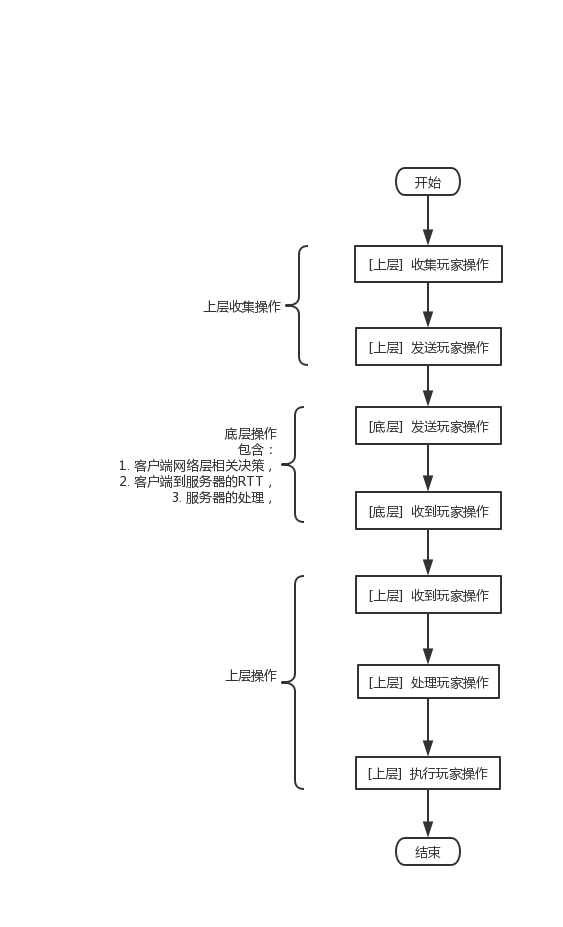 开始
[上层] 收集玩家操作
上层收集操作
[上层] 发送玩家操作
[底层] 发送玩家操作
底层操作
包含：
1. 客户端网络层相关决策，
2. 客户端到服务器的RTT，
3. 服务器的处理，
[底层] 收到玩家操作
[上层] 收到玩家操作
上层操作
[上层] 处理玩家操作
[上层] 执行玩家操作
结束